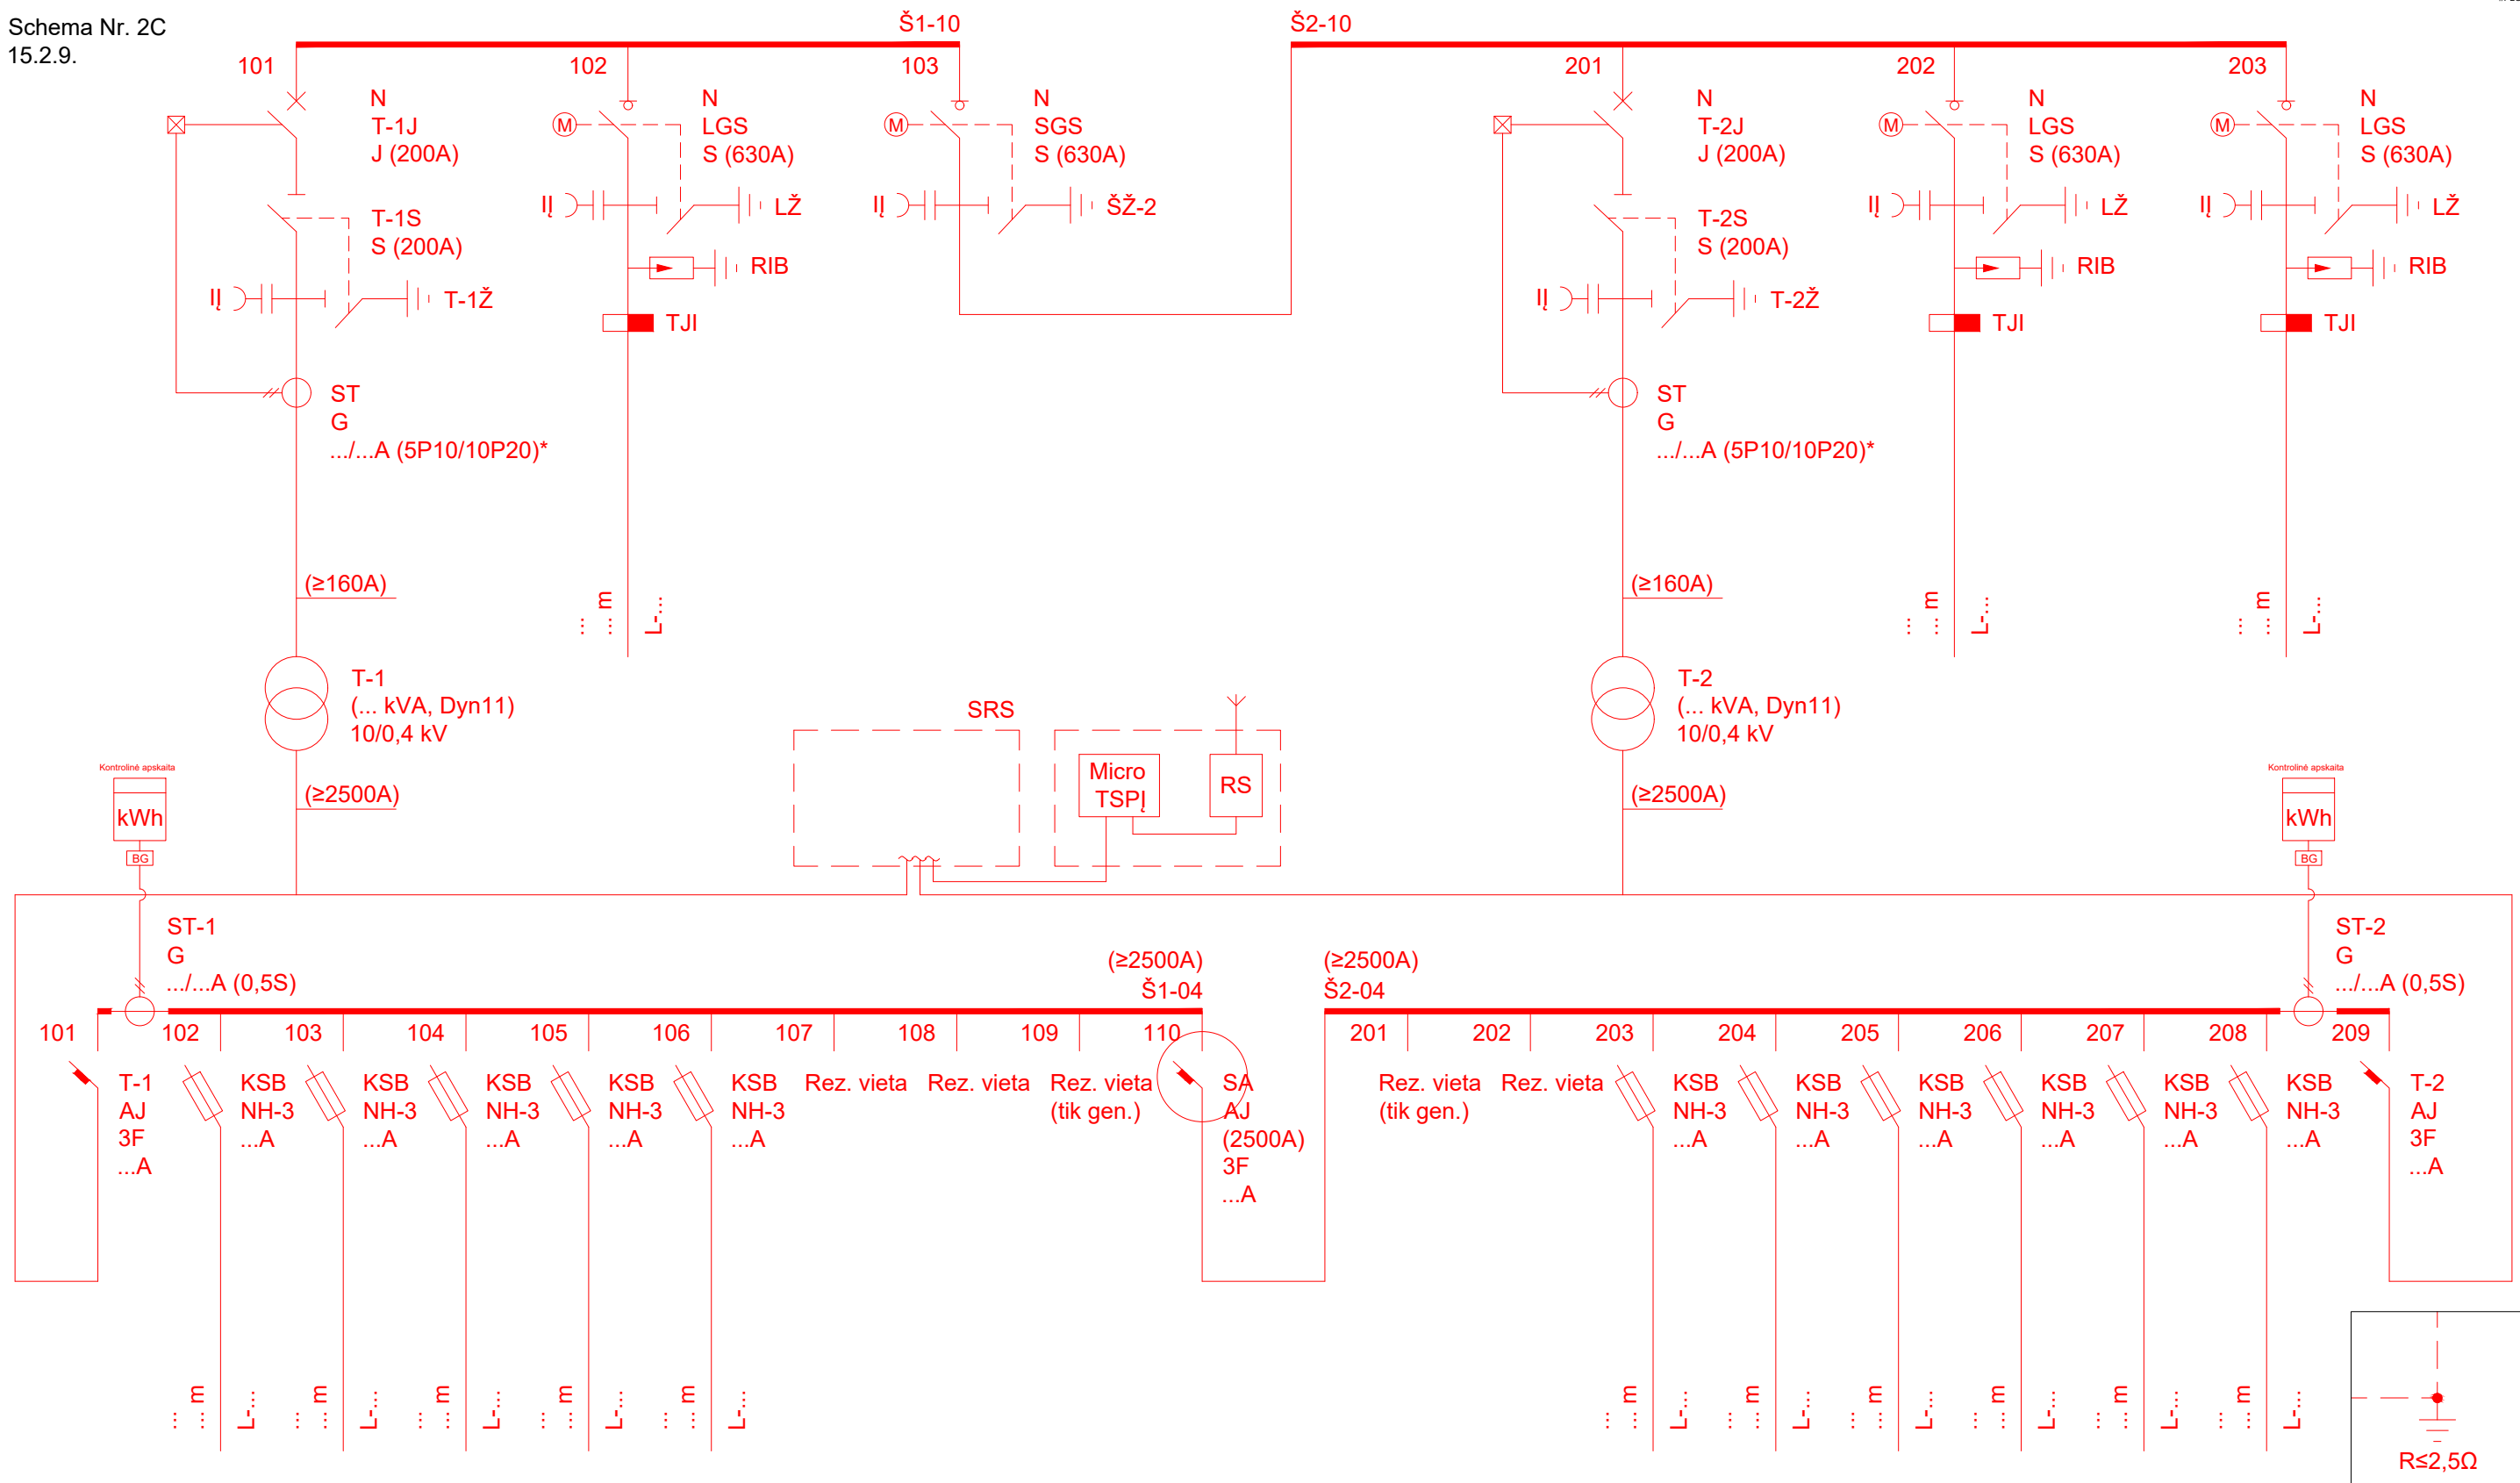 Schema Nr. 2C
15.2.9.
Š1-10
Š2-10
101
102
103
201
202
203
N
T-1J
J (200A)
M
N
LGS
S (630A)
M
N
SGS
S (630A)
N
T-2J
J (200A)
M
N
LGS
S (630A)
M
N
LGS
S (630A)
T-1S
S (200A)
IĮ
T-1Ž
IĮ
LŽ
RIB
TJI
IĮ
ŠŽ-2
T-2S
S (200A)
IĮ
T-2Ž
IĮ
LŽ
RIB
TJI
IĮ
LŽ
RIB
TJI
ST
G
.../...A (5P10/10P20)*
ST
G
.../...A (5P10/10P20)*
(≥160A)
...
... m
L-...
(≥160A)
...
... m
L-...
...
... m
L-...
T-1
(... kVA, Dyn11)
10/0,4 kV
SRS
Micro
TSPĮ
RS
T-2
(... kVA, Dyn11)
10/0,4 kV
Kontrolinė apskaita
kWh
BG
(≥2500A)
(≥2500A)
Kontrolinė apskaita
kWh
BG
ST-1
G
.../...A (0,5S)
(≥2500A)
Š1-04
(≥2500A)
Š2-04
ST-2
G
.../...A (0,5S)
101
102
103
104
105
106
107
108
109
110
201
202
203
204
205
206
207
208
209
T-1
AJ
3F
...A
KSB
NH-3
...A
KSB
NH-3
...A
KSB
NH-3
...A
KSB
NH-3
...A
KSB
NH-3
...A
Rez. vieta
Rez. vieta
Rez. vieta
(tik gen.)
SA
AJ
(2500A)
3F
...A
Rez. vieta
(tik gen.)
Rez. vieta
KSB
NH-3
...A
KSB
NH-3
...A
KSB
NH-3
...A
KSB
NH-3
...A
KSB
NH-3
...A
KSB
NH-3
...A
T-2
AJ
3F
...A
...
... m
L-...
...
... m
L-...
...
... m
L-...
...
... m
L-...
...
... m
L-...
...
... m
L-...
...
... m
L-...
...
... m
L-...
...
... m
L-...
...
... m
L-...
...
... m
L-...
R≤2,5Ω